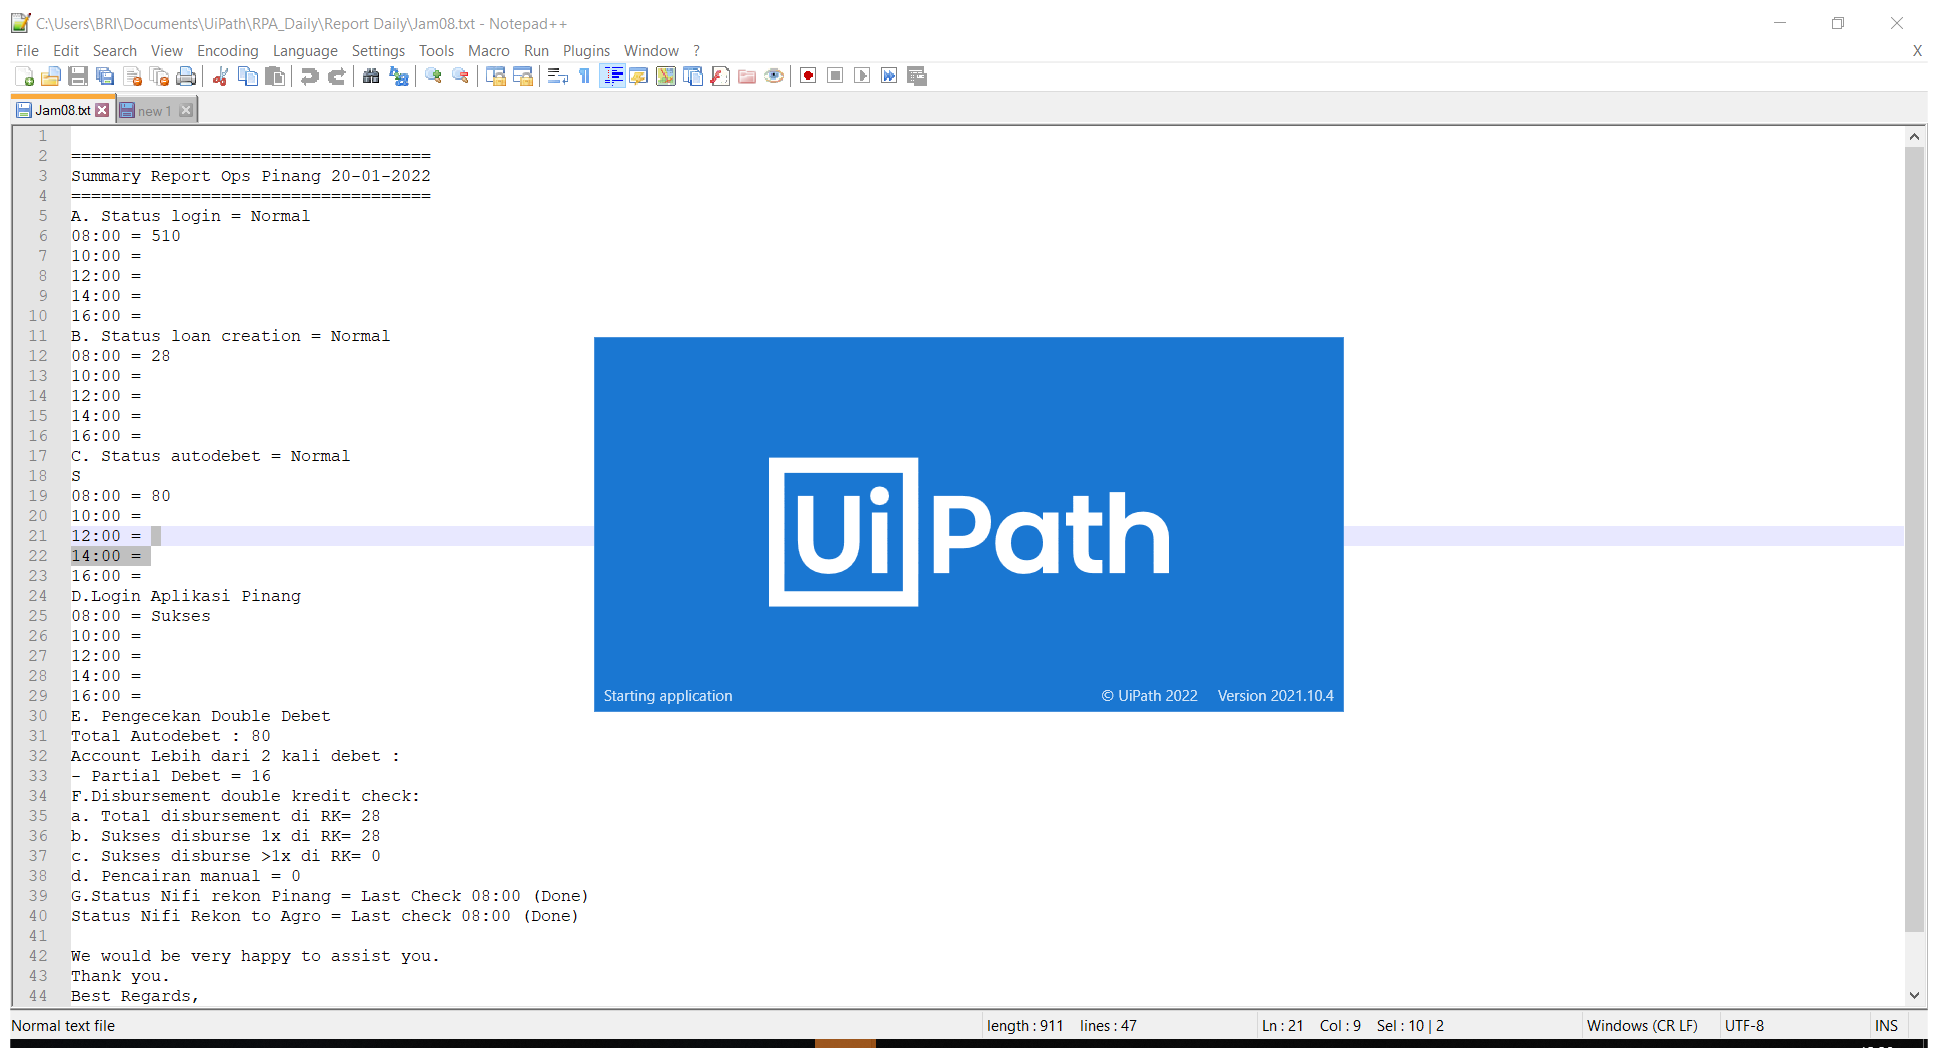 C:\Users\BRI\Documents\UiPath\RPA_Daily\Report Daily\Jam08.txt - Notepad++
File Edit Search View Encoding Language Settings Tools Macro Run Plugins Window ? X
Jam08.txt new 1
1
2 ====================================
3 Summary Report Ops Pinang 20-01-2022
4 ====================================
5 A. Status login = Normal
6 08:00 = 510
7 10:00 =
8 12:00 =
9 14:00 =
10 16:00 =
11 B. Status loan creation = Normal
12 08:00 = 28
13 10:00 =
14 12:00 =
15 14:00 =
16 16:00 =
17 C. Status autodebet = Normal
18 S
19 08:00 = 80
20 10:00 =
21 12:00 =
22 14:00 =
23 16:00 =
24 D.Login Aplikasi Pinang
25 08:00 = Sukses
26 10:00 =
27 12:00 =
28 14:00 =
29 16:00 =
30 E. Pengecekan Double Debet
31 Total Autodebet : 80
32 Account Lebih dari 2 kali debet :
33 - Partial Debet = 16
34 F.Disbursement double kredit check:
35 a. Total disbursement di RK= 28
36 b. Sukses disburse 1x di RK= 28
37 c. Sukses disburse >1x di RK= 0
38 d. Pencairan manual = 0
39 G.Status Nifi rekon Pinang = Last Check 08:00 (Done)
40 Status Nifi Rekon to Agro = Last check 08:00 (Done)
41
42 We would be very happy to assist you.
43 Thank you.
44 Best Regards,
UiPath
Starting application © UiPath 2022 Version 2021.10.4
Normal text file length : 911 lines : 47 Ln : 21 Col : 9 Sel : 10 | 2 Windows (CR LF) UTF-8 INS